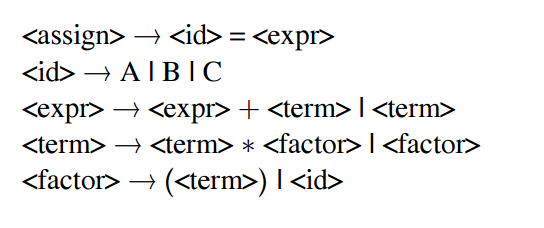 <assign> → <id> = <expr>
<id> → A | B | C
<expr> → <expr> + <term> | <term>
<term> → <term> ∗ <factor> | <factor>
<factor> → (<term>) | <id>